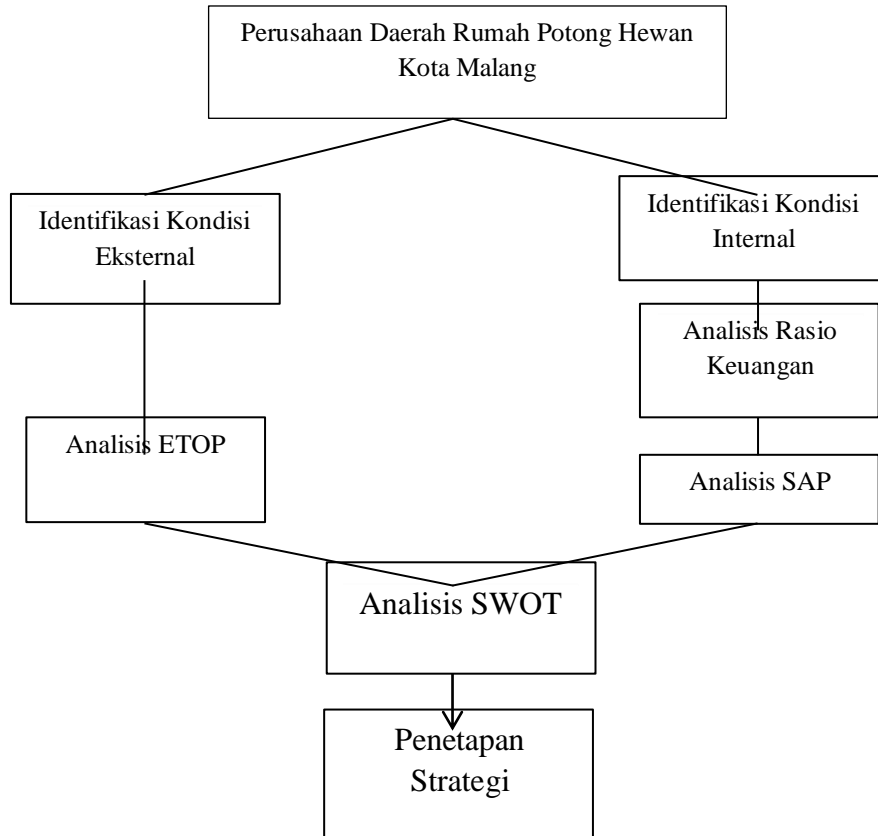 Perusahaan Daerah Rumah Potong Hewan
Kota Malang
Identifikasi Kondisi
Eksternal
Identifikasi Kondisi
Internal
Analisis Rasio
Keuangan
Analisis ETOP
Analisis SAP
Analisis SWOT
Penetapan
Strategi